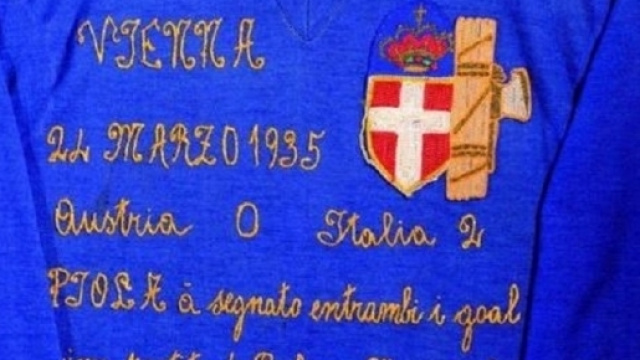 VIENNA
24 MARZO 1935
Austria 0 Italia 2
PIOLA à segnato entrambi i goal